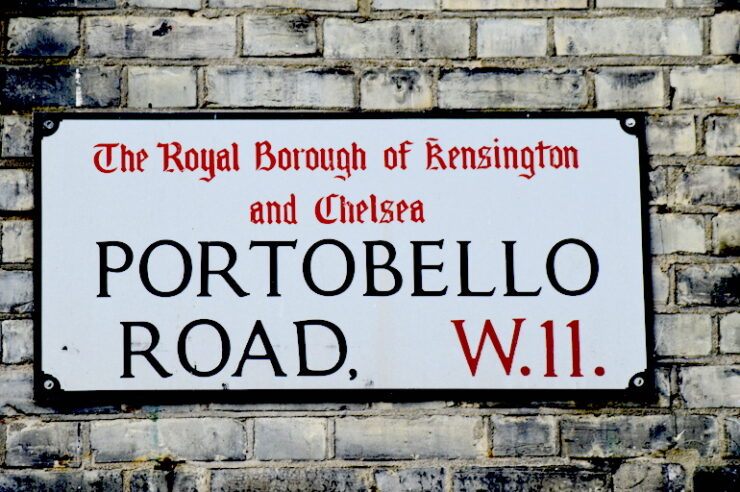 The Royal Borough of Kensington
and Chelsea
PORTOBELLO
ROAD, W.11.